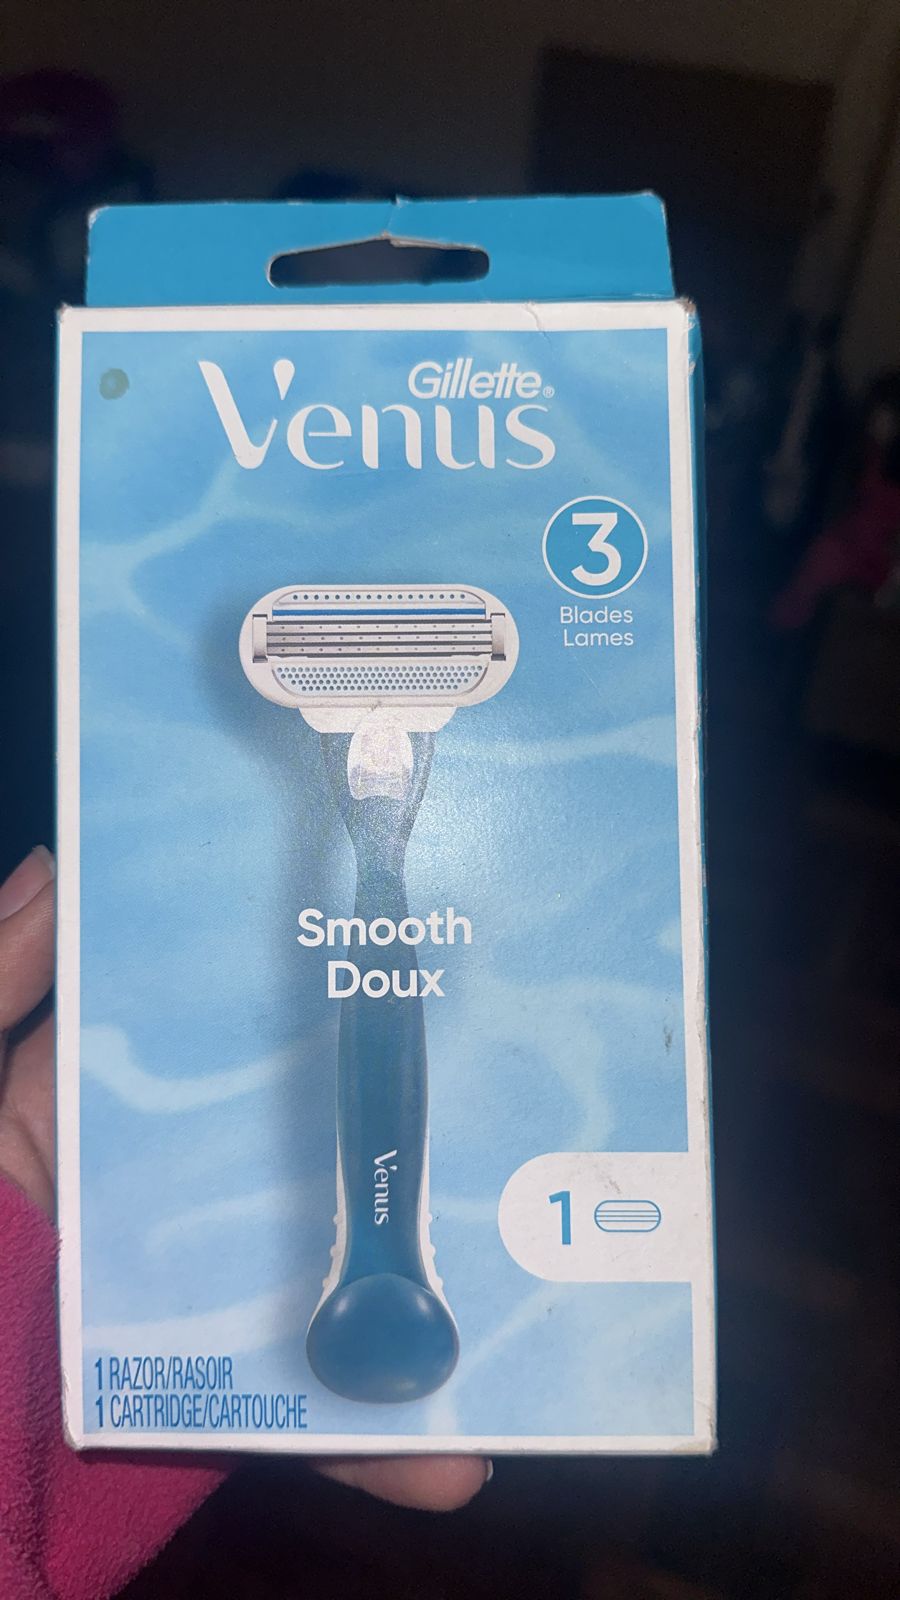 Gillette®
Venus
3
Blades
Lames
Smooth
Doux
Venus
1
1 RAZOR/RASOIR
1 CARTRIDGE/CARTOUCHE